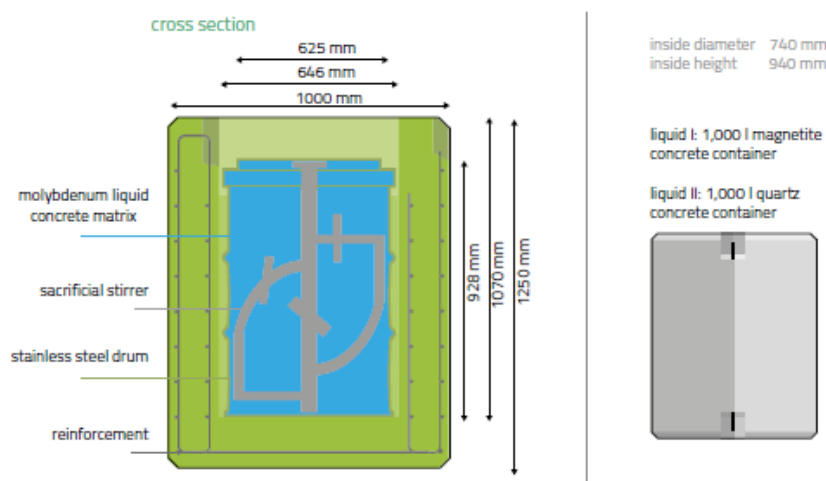 cross section
625 mm
646 mm
1000 mm
molybdenum liquid
concrete matrix
sacrificial stirrer
stainless steel drum
reinforcement
928 mm
1070 mm
1250 mm
inside diameter 740 mm
inside height 940 mm
liquid I: 1,000 l magnetite
concrete container
liquid II: 1,000 l quartz
concrete container